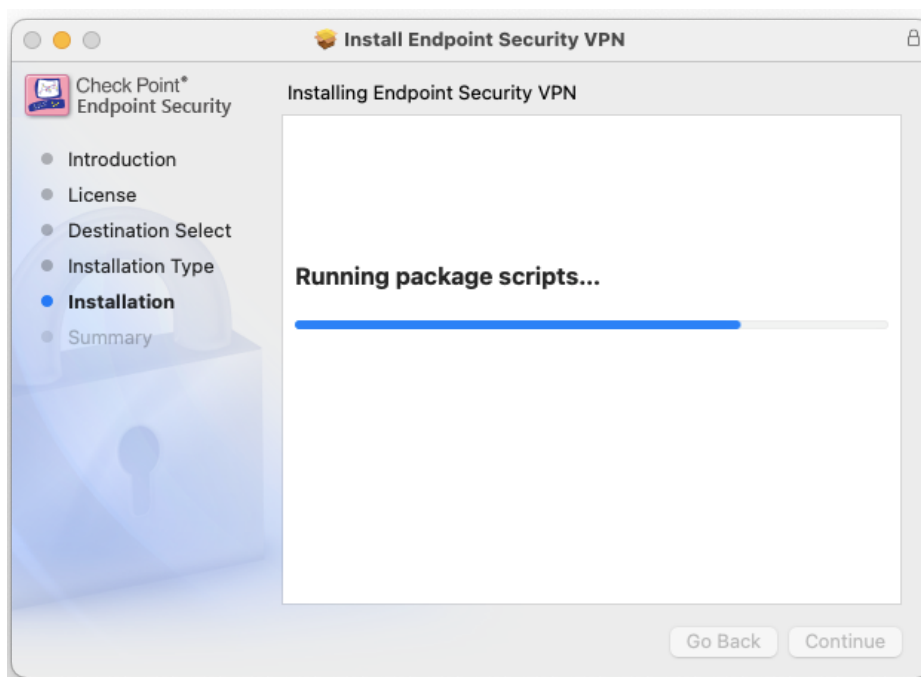 Install Endpoint Security VPN
Check Point®
Endpoint Security
Installing Endpoint Security VPN
Introduction
License
Destination Select
Installation Type
Installation
Summary
Running package scripts...
Go Back
Continue